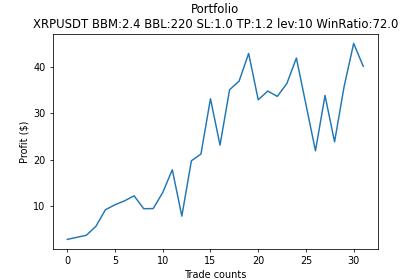 Portfolio
XRPUSDT BBM:2.4 BBL:220 SL:1.0 TP:1.2 lev:10 WinRatio:72.0
Profit ($)
40
30
20
10
0 5 10 15 20 25 30
Trade counts